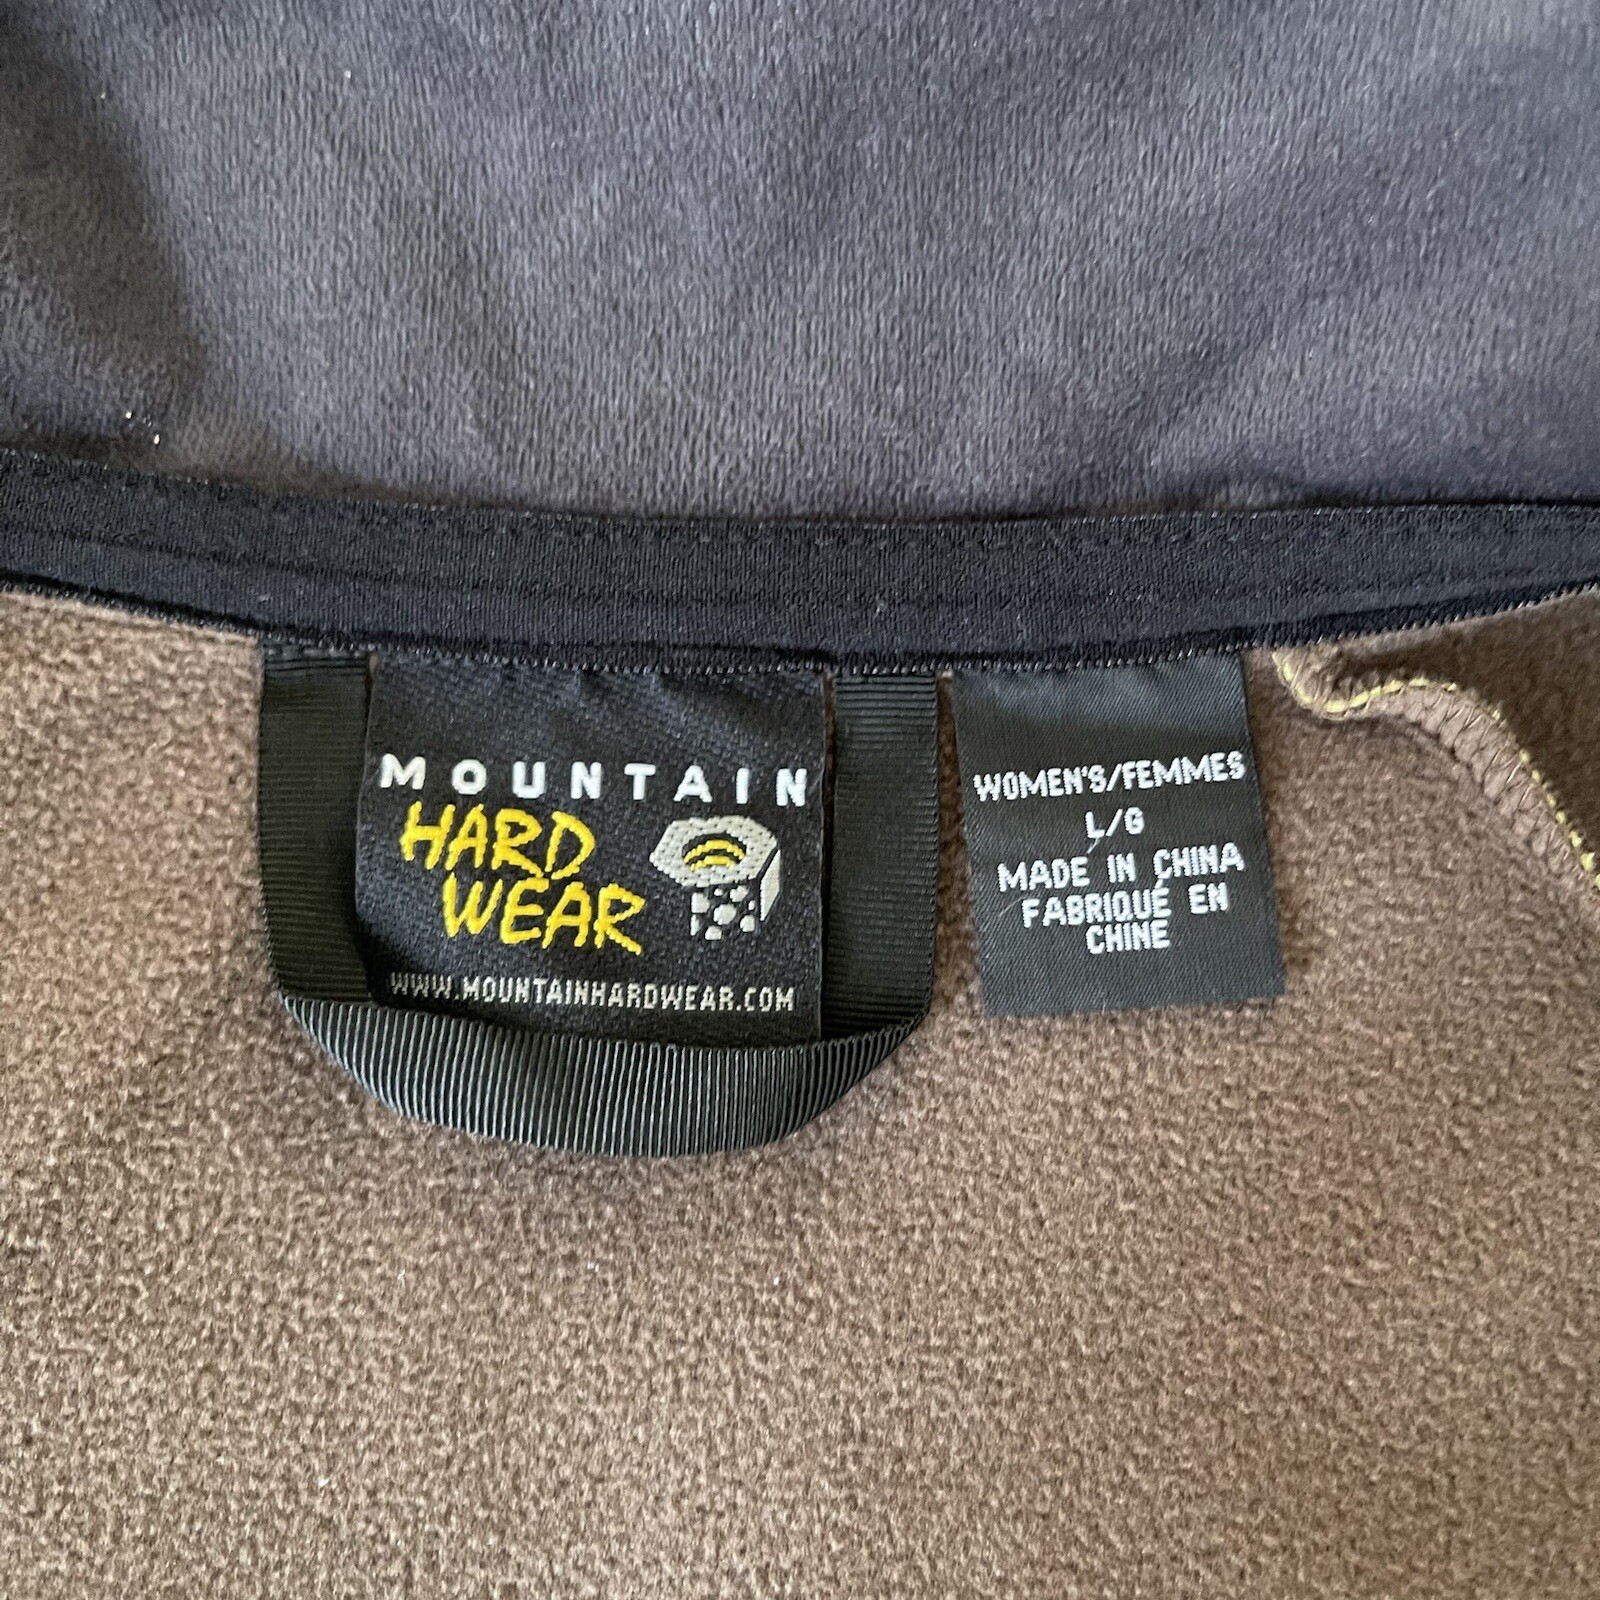 MOUNTAIN
HARD
WEAR
WWW.MOUNTAINHARDWEAR.COM
WOMEN'S/FEMMES
L/G
MADE IN CHINA
FABRIQUÉ EN
CHINE